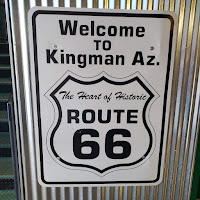 Welcome
TO
Kingman Az.
The Heart of Historic
ROUTE
66